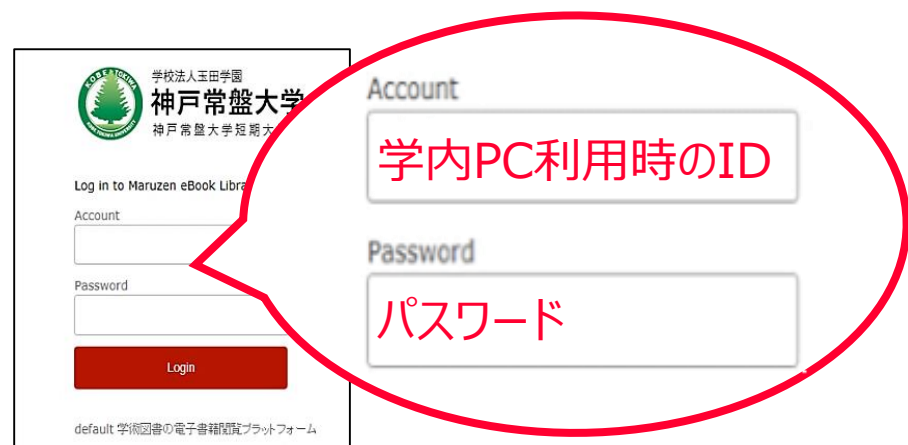 KOBE TOKIWA
学校法人玉田学園
神戸常盤大学
神戸常盤大学短期大
Log in to Maruzen eBook Libra
Account
Password
Login
default 学術図書の電子書籍閲覧プラットフォーム
Account
学内PC利用時のID
Password
パスワード